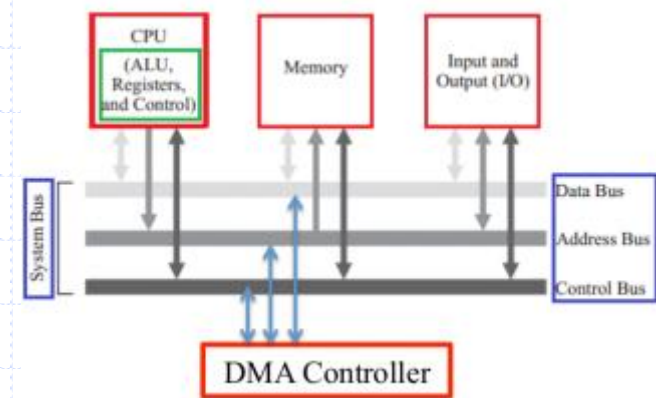 CPU
(ALU,
Registers,
and Control)
Memory
Input and
Output (I/O)
System Bus
Data Bus
Address Bus
Control Bus
DMA Controller